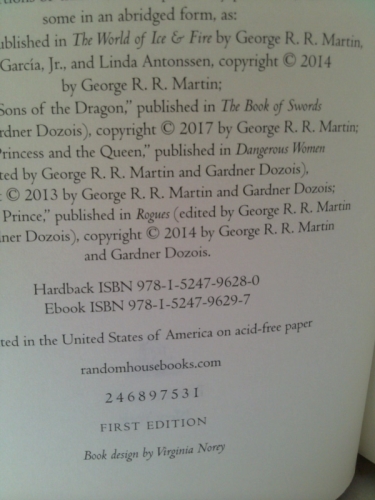 some in an abridged form, as:
ublished in The World of Ice & Fire by George R. R. Martin,
García, Jr., and Linda Antonssen, copyright © 2014
by George R. R. Martin;
Sons of the Dragon," published in The Book of Swords
rdner Dozois), copyright © 2017 by George R. R. Martin;
Princess and the Queen," published in Dangerous Women
ted by George R. R. Martin and Gardner Dozois),
© 2013 by George R. R. Martin and Gardner Dozois;
Prince," published in Rogues (edited by George R. R. Martin
ner Dozois), copyright © 2014 by George R. R. Martin
and Gardner Dozois.
Hardback ISBN 978-1-5247-9628-0
Ebook ISBN 978-1-5247-9629-7
ted in the United States of America on acid-free paper
randomhousebooks.com
2 4 6 8 9 7 5 3 1
FIRST EDITION
Book design by Virginia Norey